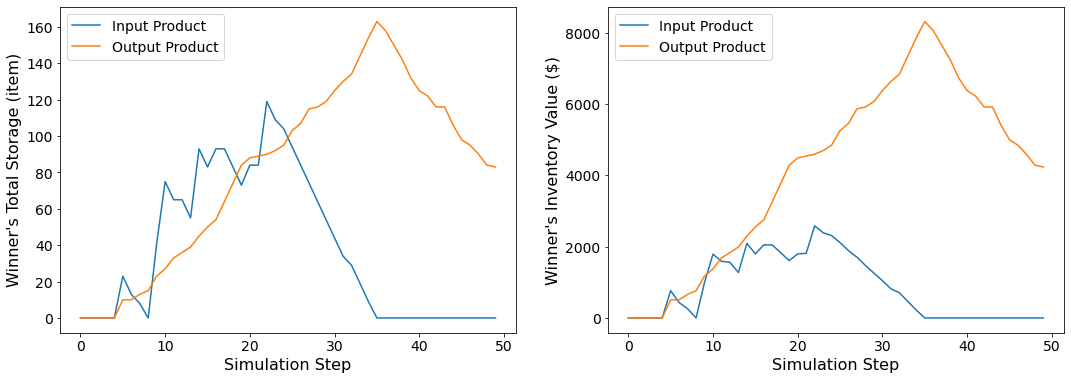 Winner's Total Storage (item)
160
140
120
100
80
60
40
20
0
Input Product
Output Product
0 10 20 30 40 50
Simulation Step
Winner's Inventory Value ($)
8000
6000
4000
2000
0
Input Product
Output Product
0 10 20 30 40 50
Simulation Step